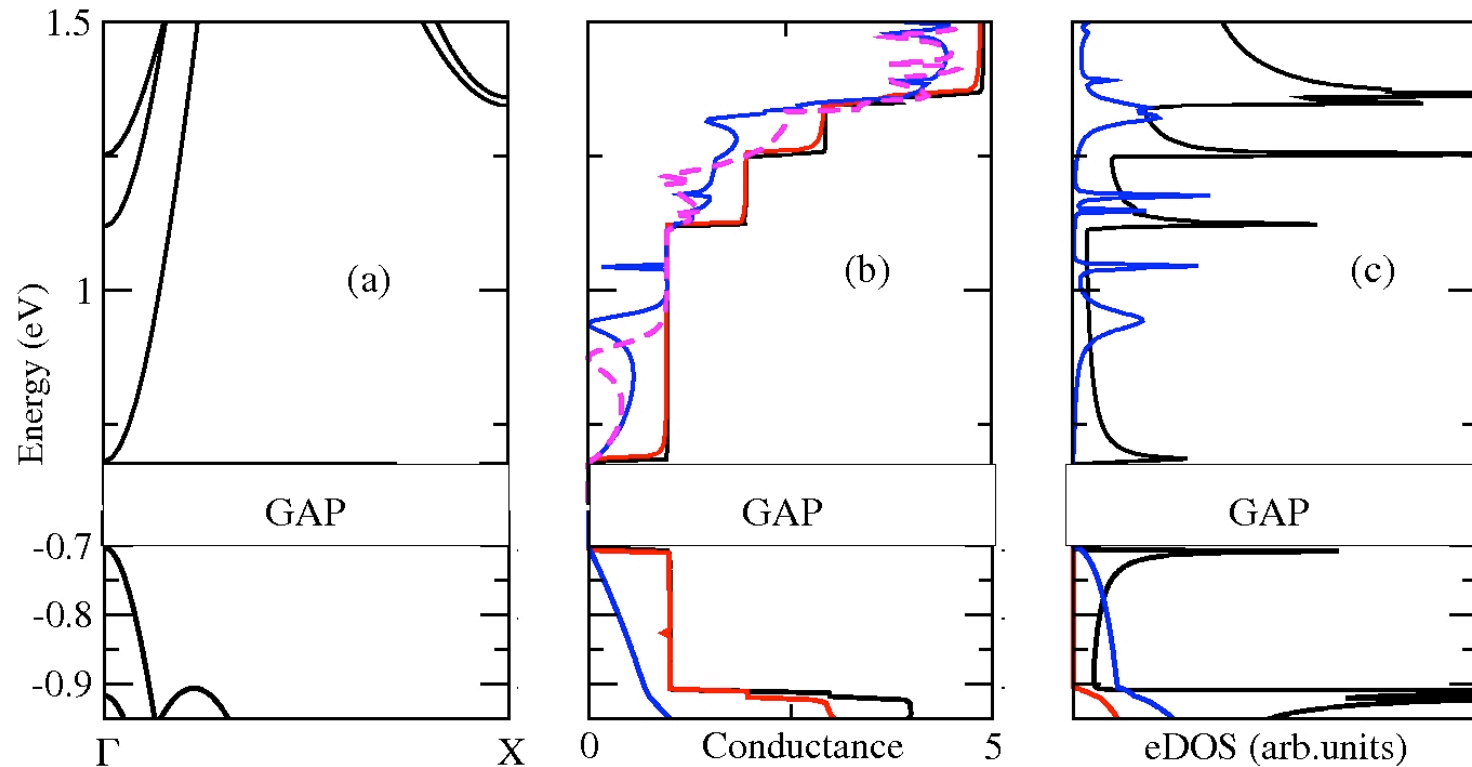 1.5
1
-0.7
-0.8
-0.9
Energy (eV)
(a)
GAP
Γ
X
(b)
GAP
0
Conductance
5
(c)
GAP
eDOS (arb.units)